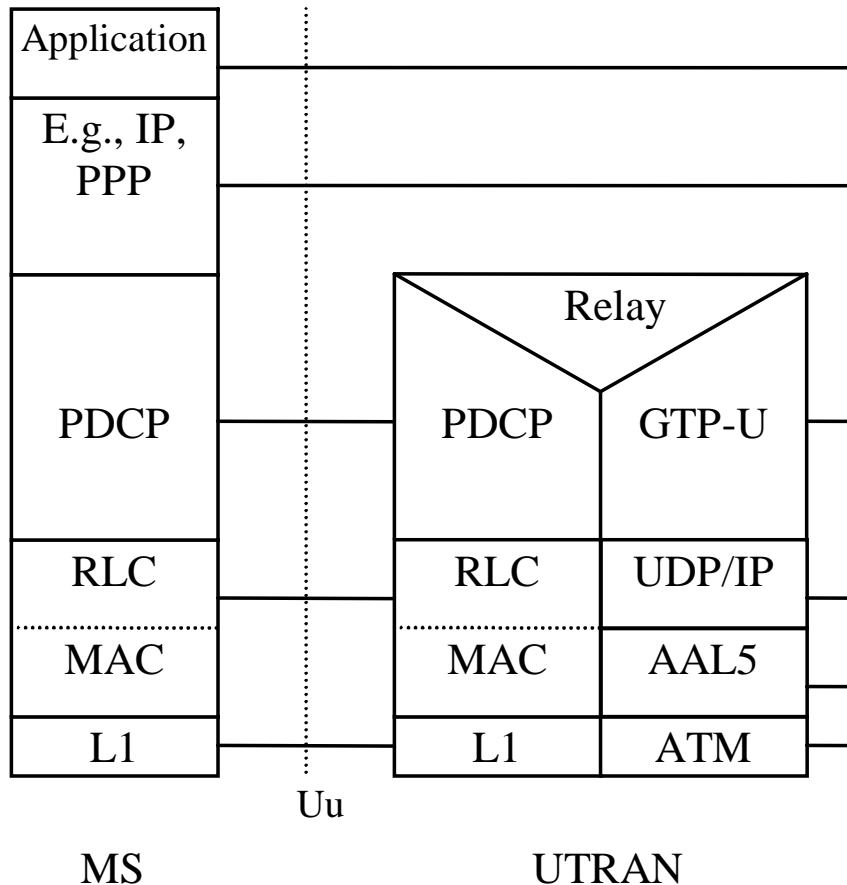 Application
E.g., IP,
PPP
Relay
PDCP
PDCP
GTP-U
RLC
RLC
UDP/IP
MAC
MAC
AAL5
L1
L1
ATM
Uu
MS
UTRAN